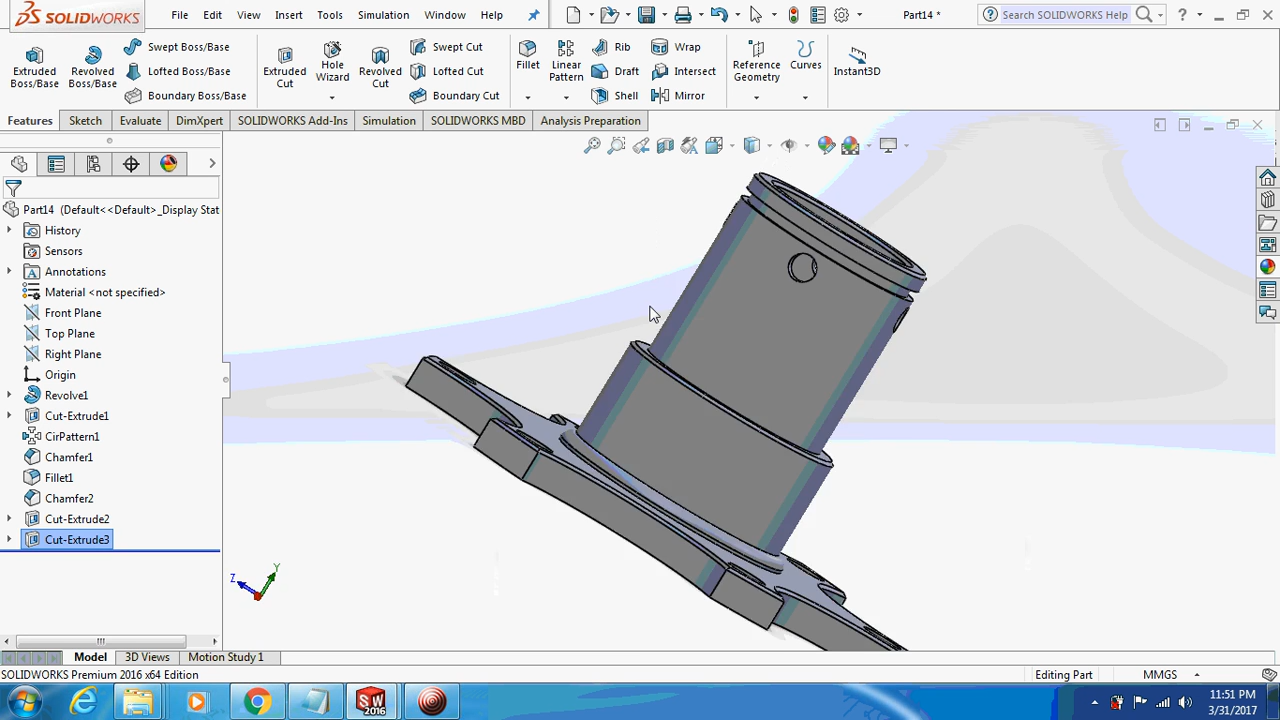 SOLIDWORKS File Edit View Insert Tools Simulation Window Help Part14 * Search SOLIDWORKS Help ?
Extruded Boss/Base
Revolved Boss/Base
Swept Boss/Base
Lofted Boss/Base
Boundary Boss/Base
Extruded Cut
Hole Wizard
Revolved Cut
Swept Cut
Lofted Cut
Boundary Cut
Fillet
Linear Pattern
Rib
Draft
Shell
Wrap
Intersect
Mirror
Reference Geometry
Curves
Instant3D
Features Sketch Evaluate DimXpert SOLIDWORKS Add-Ins Simulation SOLIDWORKS MBD Analysis Preparation
Part14 (Default<<Default>_Display Stat
History
Sensors
A Annotations
Material <not specified>
Front Plane
Top Plane
Right Plane
Origin
Revolve1
Cut-Extrude1
CirPattern1
Chamfer1
Fillet1
Chamfer2
Cut-Extrude2
Cut-Extrude3
Z Y
Model 3D Views Motion Study 1
SOLIDWORKS Premium 2016 x64 Edition Editing Part MMGS
SW 2016
11:51 PM
3/31/2017